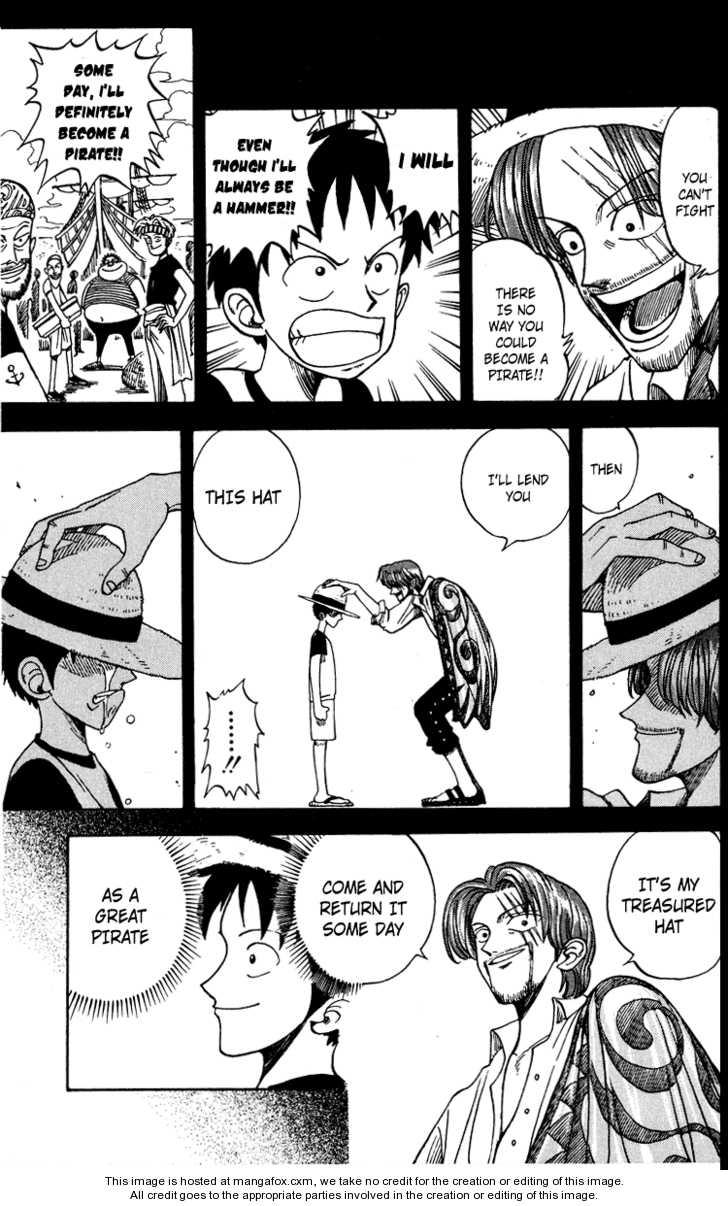 YOU
CAN'T
FIGHT
THERE
IS NO
WAY YOU
COULD
BECOME A
PIRATE!!
I WILL
EVEN
THOUGH I'LL
ALWAYS BE
A HAMMER!!
SOME
DAY, I'LL
DEFINITELY
BECOME A
PIRATE!!
THEN
I'LL LEND
YOU
THIS HAT
......!!
IT'S MY
TREASURED
HAT
COME AND
RETURN IT
SOME DAY
AS A
GREAT
PIRATE
This image is hosted at mangafox.cxm, we take no credit for the creation or editing of this image.
All credit goes to the appropriate parties involved in the creation or editing of this image.